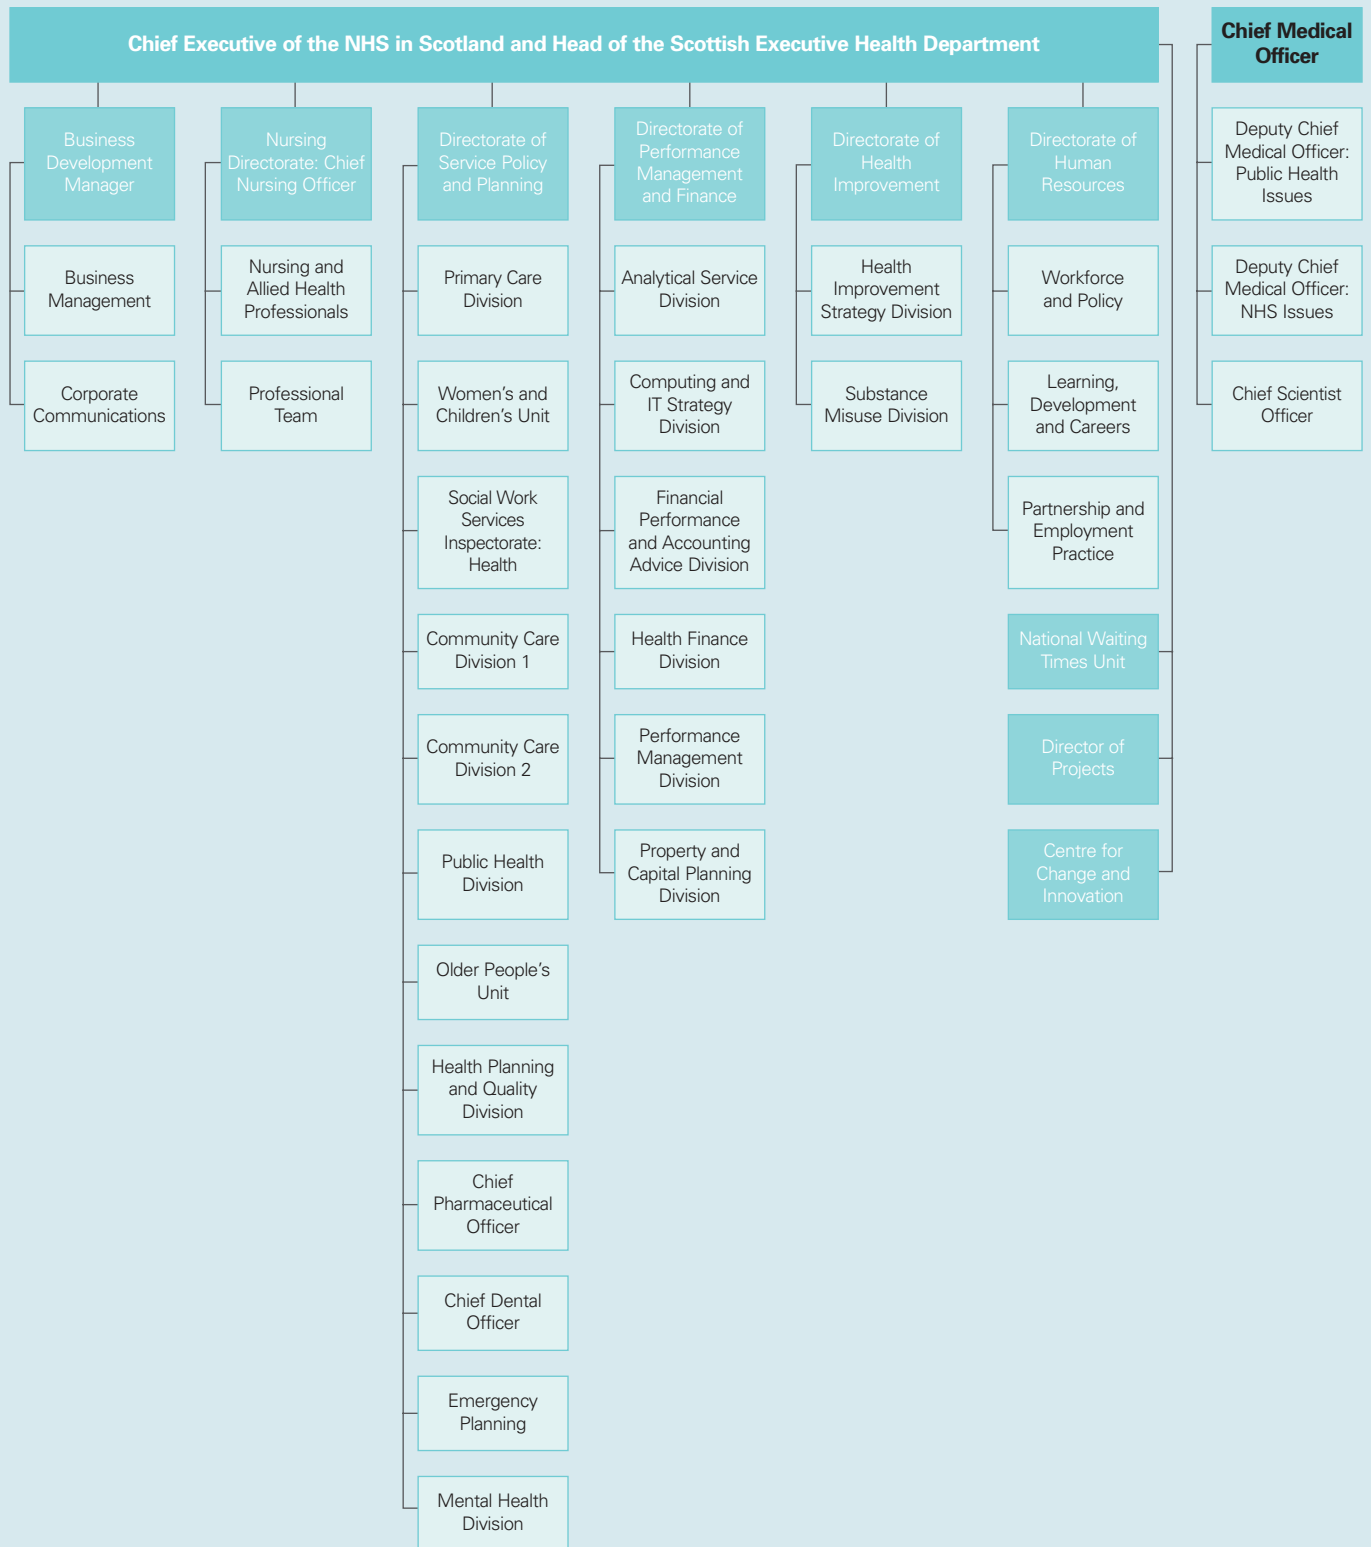 Chief Executive of the NHS in Scotland and Head of the Scottish Executive Health Department
Chief Medical
Officer
Business
Development
Manager
Business
Management
Corporate
Communications
Nursing
Directorate: Chief
Nursing Officer
Nursing and
Allied Health
Professionals
Professional
Team
Directorate of
Service Policy
and Planning
Primary Care
Division
Women's and
Children's Unit
Social Work
Services
Inspectorate:
Health
Community Care
Division 1
Community Care
Division 2
Public Health
Division
Older People's
Unit
Health Planning
and Quality
Division
Chief
Pharmaceutical
Officer
Chief Dental
Officer
Emergency
Planning
Mental Health
Division
Directorate of
Performance
Management
and Finance
Analytical Service
Division
Computing and
IT Strategy
Division
Financial
Performance
and Accounting
Advice Division
Health Finance
Division
Performance
Management
Division
Property and
Capital Planning
Division
Directorate of
Health
Improvement
Health
Improvement
Strategy Division
Substance
Misuse Division
Directorate of
Human
Resources
Workforce
and Policy
Learning,
Development
and Careers
Partnership and
Employment
Practice
National Waiting
Times Unit
Director of
Projects
Centre for
Change and
Innovation
Deputy Chief
Medical Officer:
Public Health
Issues
Deputy Chief
Medical Officer:
NHS Issues
Chief Scientist
Officer